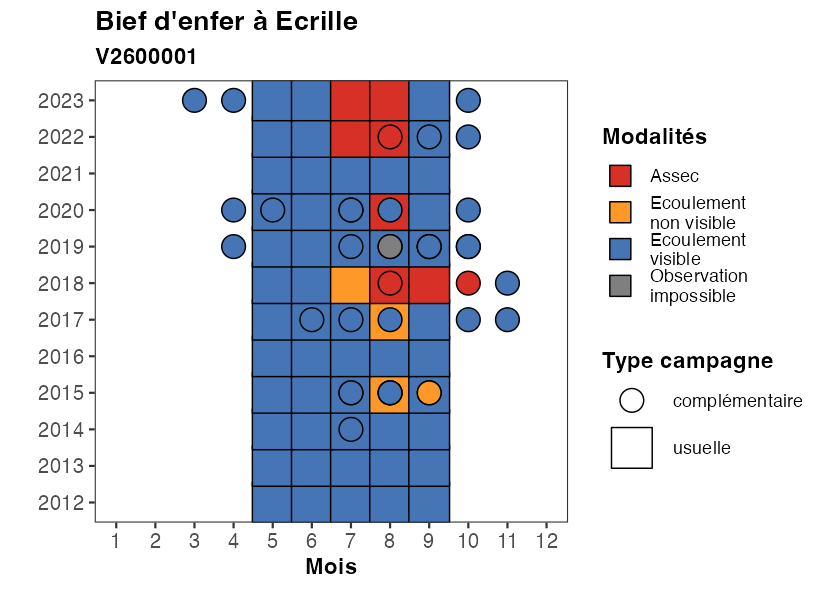 Bief d'enfer à Ecrille
V2600001
2023
2022
2021
2020
2019
2018
2017
2016
2015
2014
2013
2012
1 2 3 4 5 6 7 8 9 10 11 12
Mois
Modalités
Assec
Ecoulement
non visible
Ecoulement
visible
Observation
impossible
Type campagne
complémentaire
usuelle